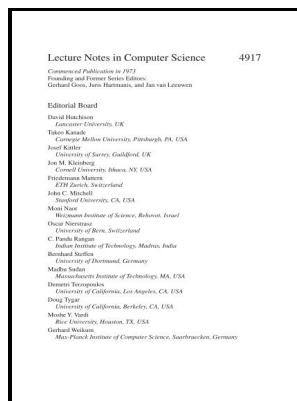 Lecture Notes in Computer Science 4917
Commenced Publication in 1973
Founding and Former Series Editors:
Gerhard Goos, Juris Hartmanis, and Jan van Leeuwen
Editorial Board
David Hutchison
Lancaster University, UK
Takeo Kanade
Carnegie Mellon University, Pittsburgh, PA, USA
Josef Kittler
University of Surrey, Guildford, UK
Jon M. Kleinberg
Cornell University, Ithaca, NY, USA
Friedemann Mattern
ETH Zurich, Switzerland
John C. Mitchell
Stanford University, CA, USA
Moni Naor
Weizmann Institute of Science, Rehovot, Israel
Oscar Nierstrasz
University of Bern, Switzerland
C. Pandu Rangan
Indian Institute of Technology, Madras, India
Bernhard Steffen
University of Dortmund, Germany
Madhu Sudan
Massachusetts Institute of Technology, MA, USA
Demetri Terzopoulos
University of California, Los Angeles, CA, USA
Doug Tygar
University of California, Berkeley, CA, USA
Moshe Y. Vardi
Rice University, Houston, TX, USA
Gerhard Weikum
Max-Planck Institute of Computer Science, Saarbruecken, Germany